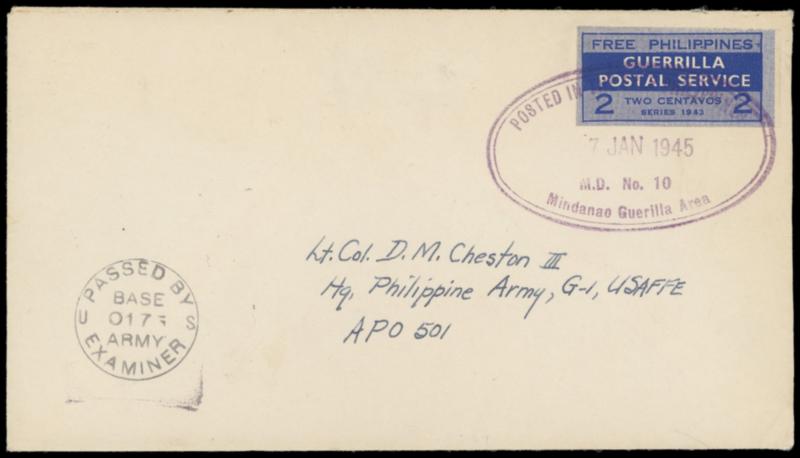 FREE PHILIPPINES
GUERRILLA
POSTAL SERVICE
2 TWO CENTAVOS 2
SERIES 1943
POSTED IN
7 JAN 1945
M.D. No. 10
Mindanao Guerilla Area
Lt. Col. D. M. Cheston III
Hq, Philippine Army, G-1, USAFFE
APO 501
PASSED BY
BASE
U 017 S
ARMY
EXAMINER